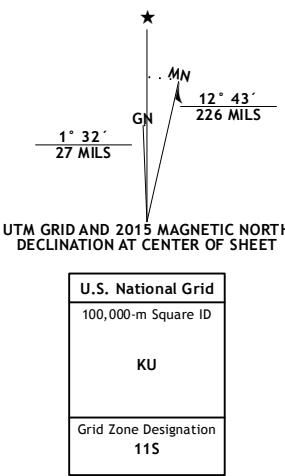 ★
MN
12° 43´
226 MILS
GN
1° 32´
27 MILS
UTM GRID AND 2015 MAGNETIC NORTH
DECLINATION AT CENTER OF SHEET
U.S. National Grid
100,000-m Square ID
KU
Grid Zone Designation
11S